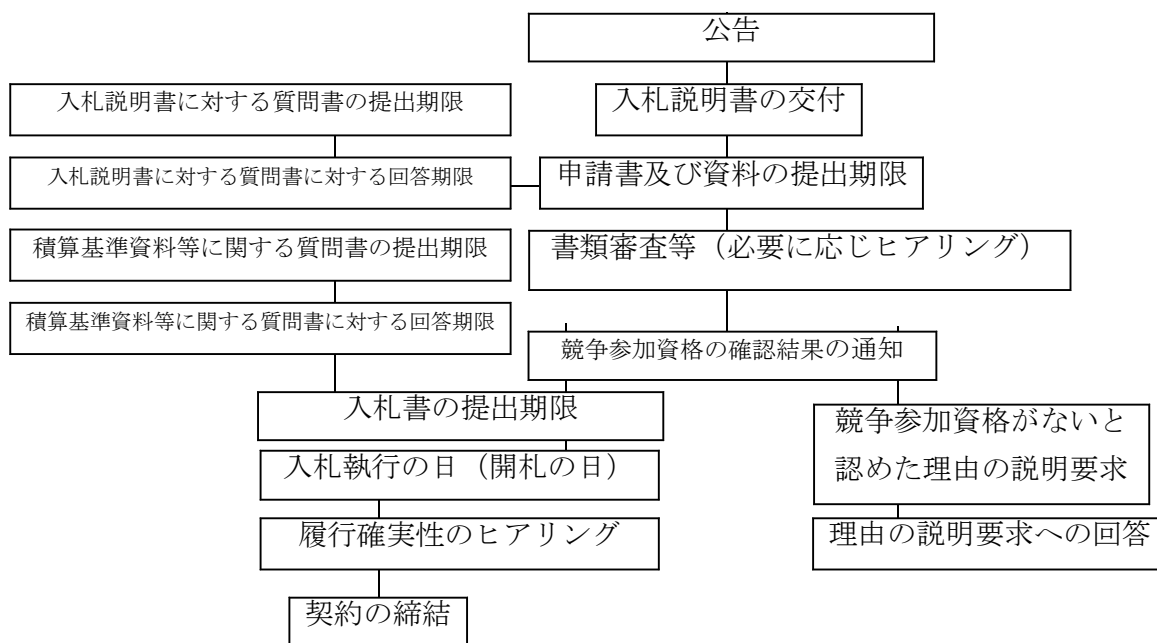 公告
入札説明書に対する質問書の提出期限
入札説明書の交付
入札説明書に対する質問書に対する回答期限
申請書及び資料の提出期限
積算基準資料等に関する質問書の提出期限
書類審査等（必要に応じヒアリング）
積算基準資料等に関する質問書に対する回答期限
競争参加資格の確認結果の通知
入札書の提出期限
競争参加資格がないと
認めた理由の説明要求
入札執行の日（開札の日）
履行確実性のヒアリング
理由の説明要求への回答
契約の締結